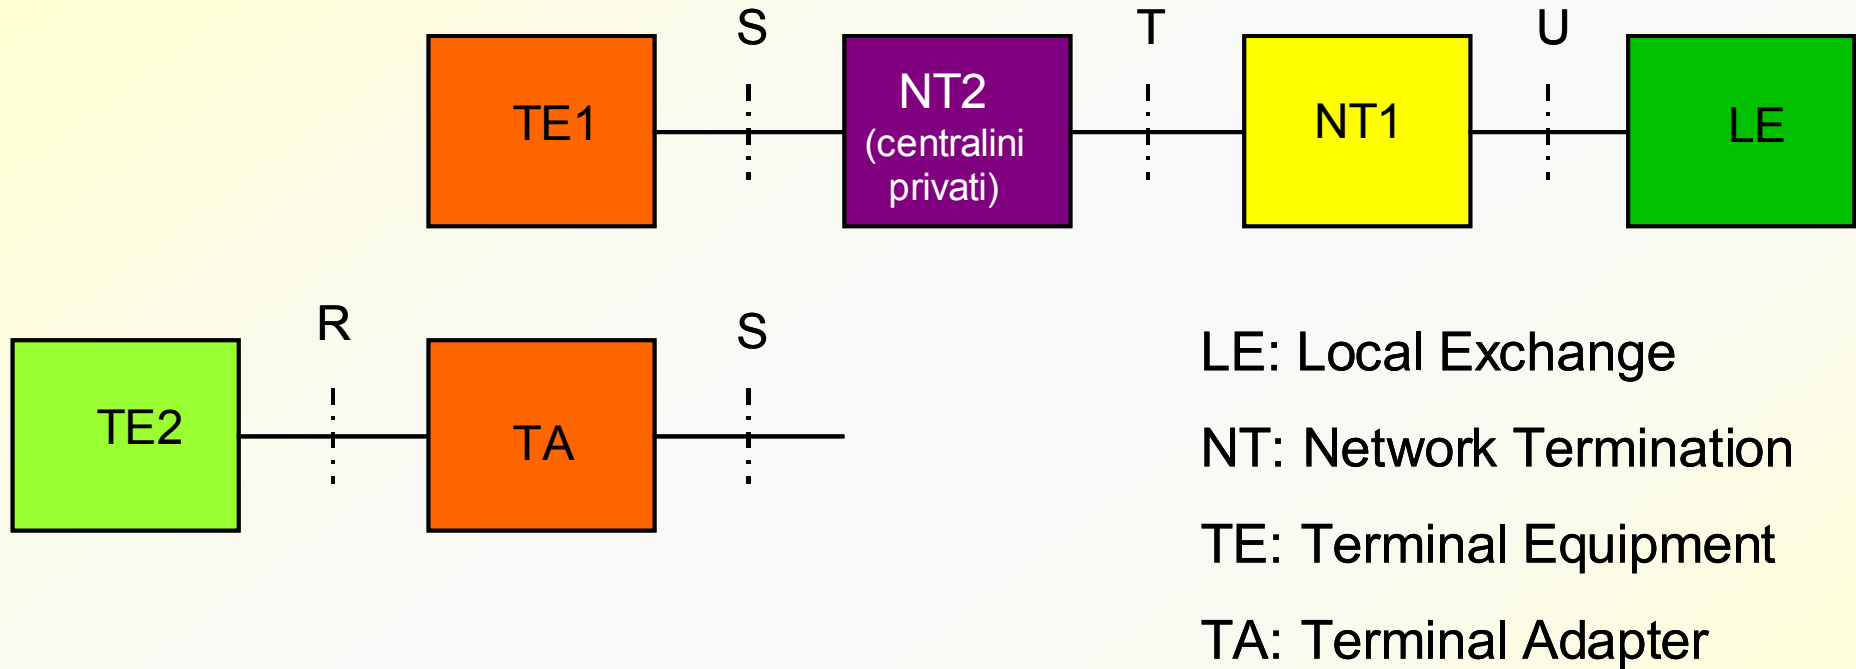 S
T
U
TE1
NT2
(centralini
privati)
NT1
LE
R
S
TE2
TA
LE: Local Exchange
NT: Network Termination
TE: Terminal Equipment
TA: Terminal Adapter